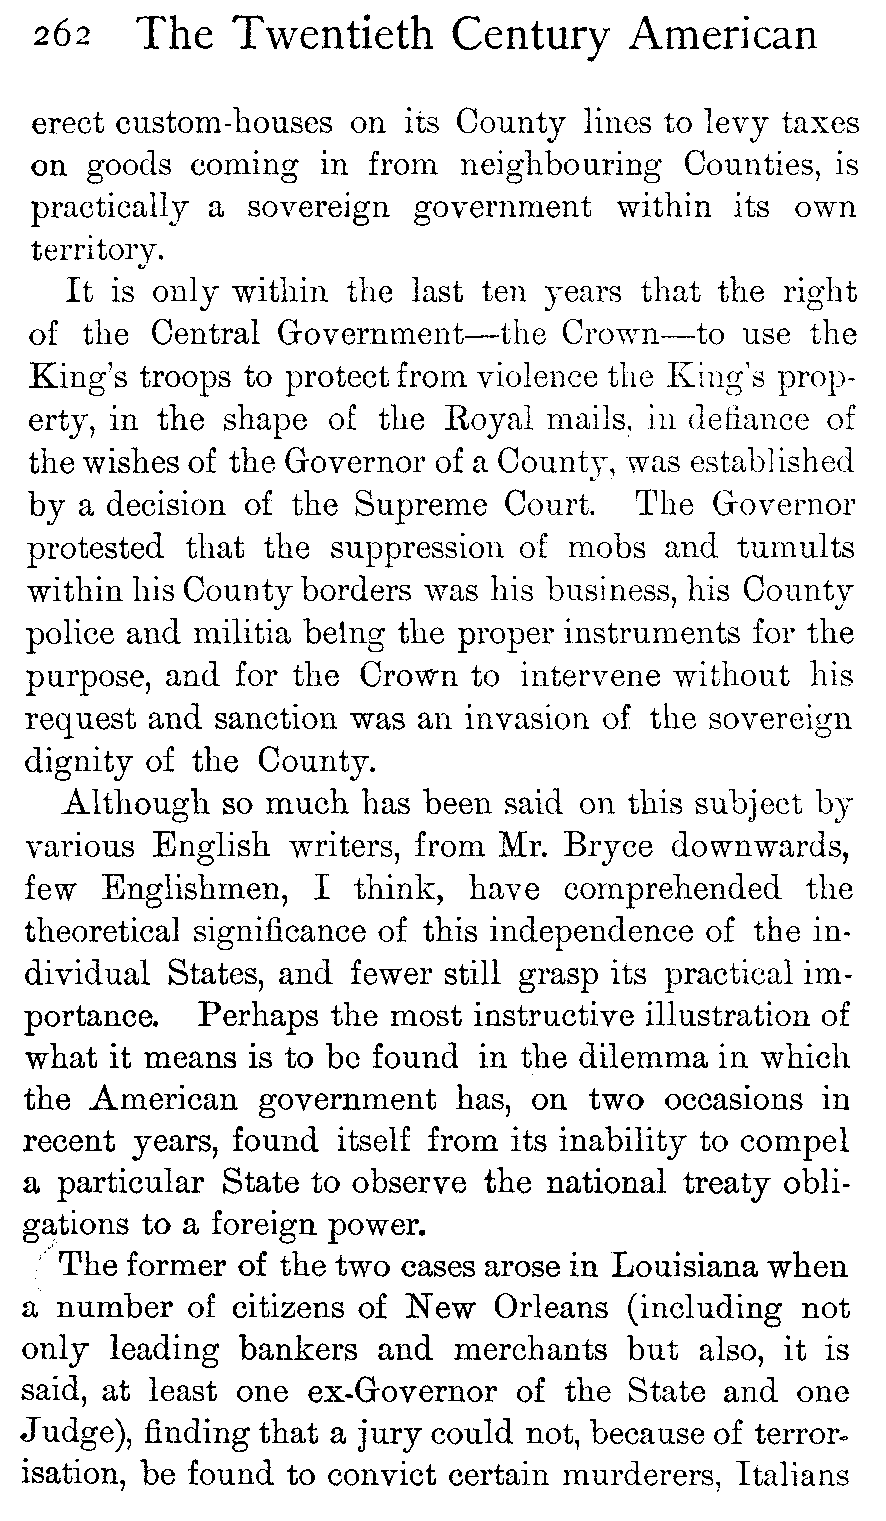 262 The Twentieth Century American
erect custom-houses on its County lines to levy taxes
on goods coming in from neighbouring Counties, is
practically a sovereign government within its own
territory.
It is only within the last ten years that the right
of the Central Government—the Crown—to use the
King's troops to protect from violence the King's prop-
erty, in the shape of the Royal mails, in defiance of
the wishes of the Governor of a County, was established
by a decision of the Supreme Court. The Governor
protested that the suppression of mobs and tumults
within his County borders was his business, his County
police and militia being the proper instruments for the
purpose, and for the Crown to intervene without his
request and sanction was an invasion of the sovereign
dignity of the County.
Although so much has been said on this subject by
various English writers, from Mr. Bryce downwards,
few Englishmen, I think, have comprehended the
theoretical significance of this independence of the in-
dividual States, and fewer still grasp its practical im-
portance. Perhaps the most instructive illustration of
what it means is to be found in the dilemma in which
the American government has, on two occasions in
recent years, found itself from its inability to compel
a particular State to observe the national treaty obli-
gations to a foreign power.
The former of the two cases arose in Louisiana when
a number of citizens of New Orleans (including not
only leading bankers and merchants but also, it is
said, at least one ex-Governor of the State and one
Judge), finding that a jury could not, because of terror-
isation, be found to convict certain murderers, Italians